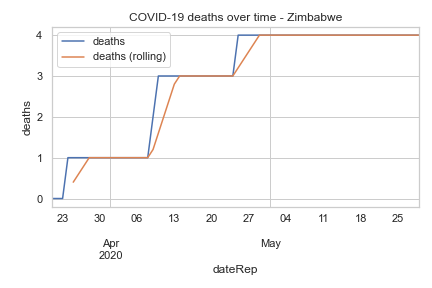 COVID-19 deaths over time - Zimbabwe
deaths
deaths (rolling)
4
3
2
1
0
deaths
23 30 06 13 20 27 04 11 18 25
Apr May
2020
dateRep